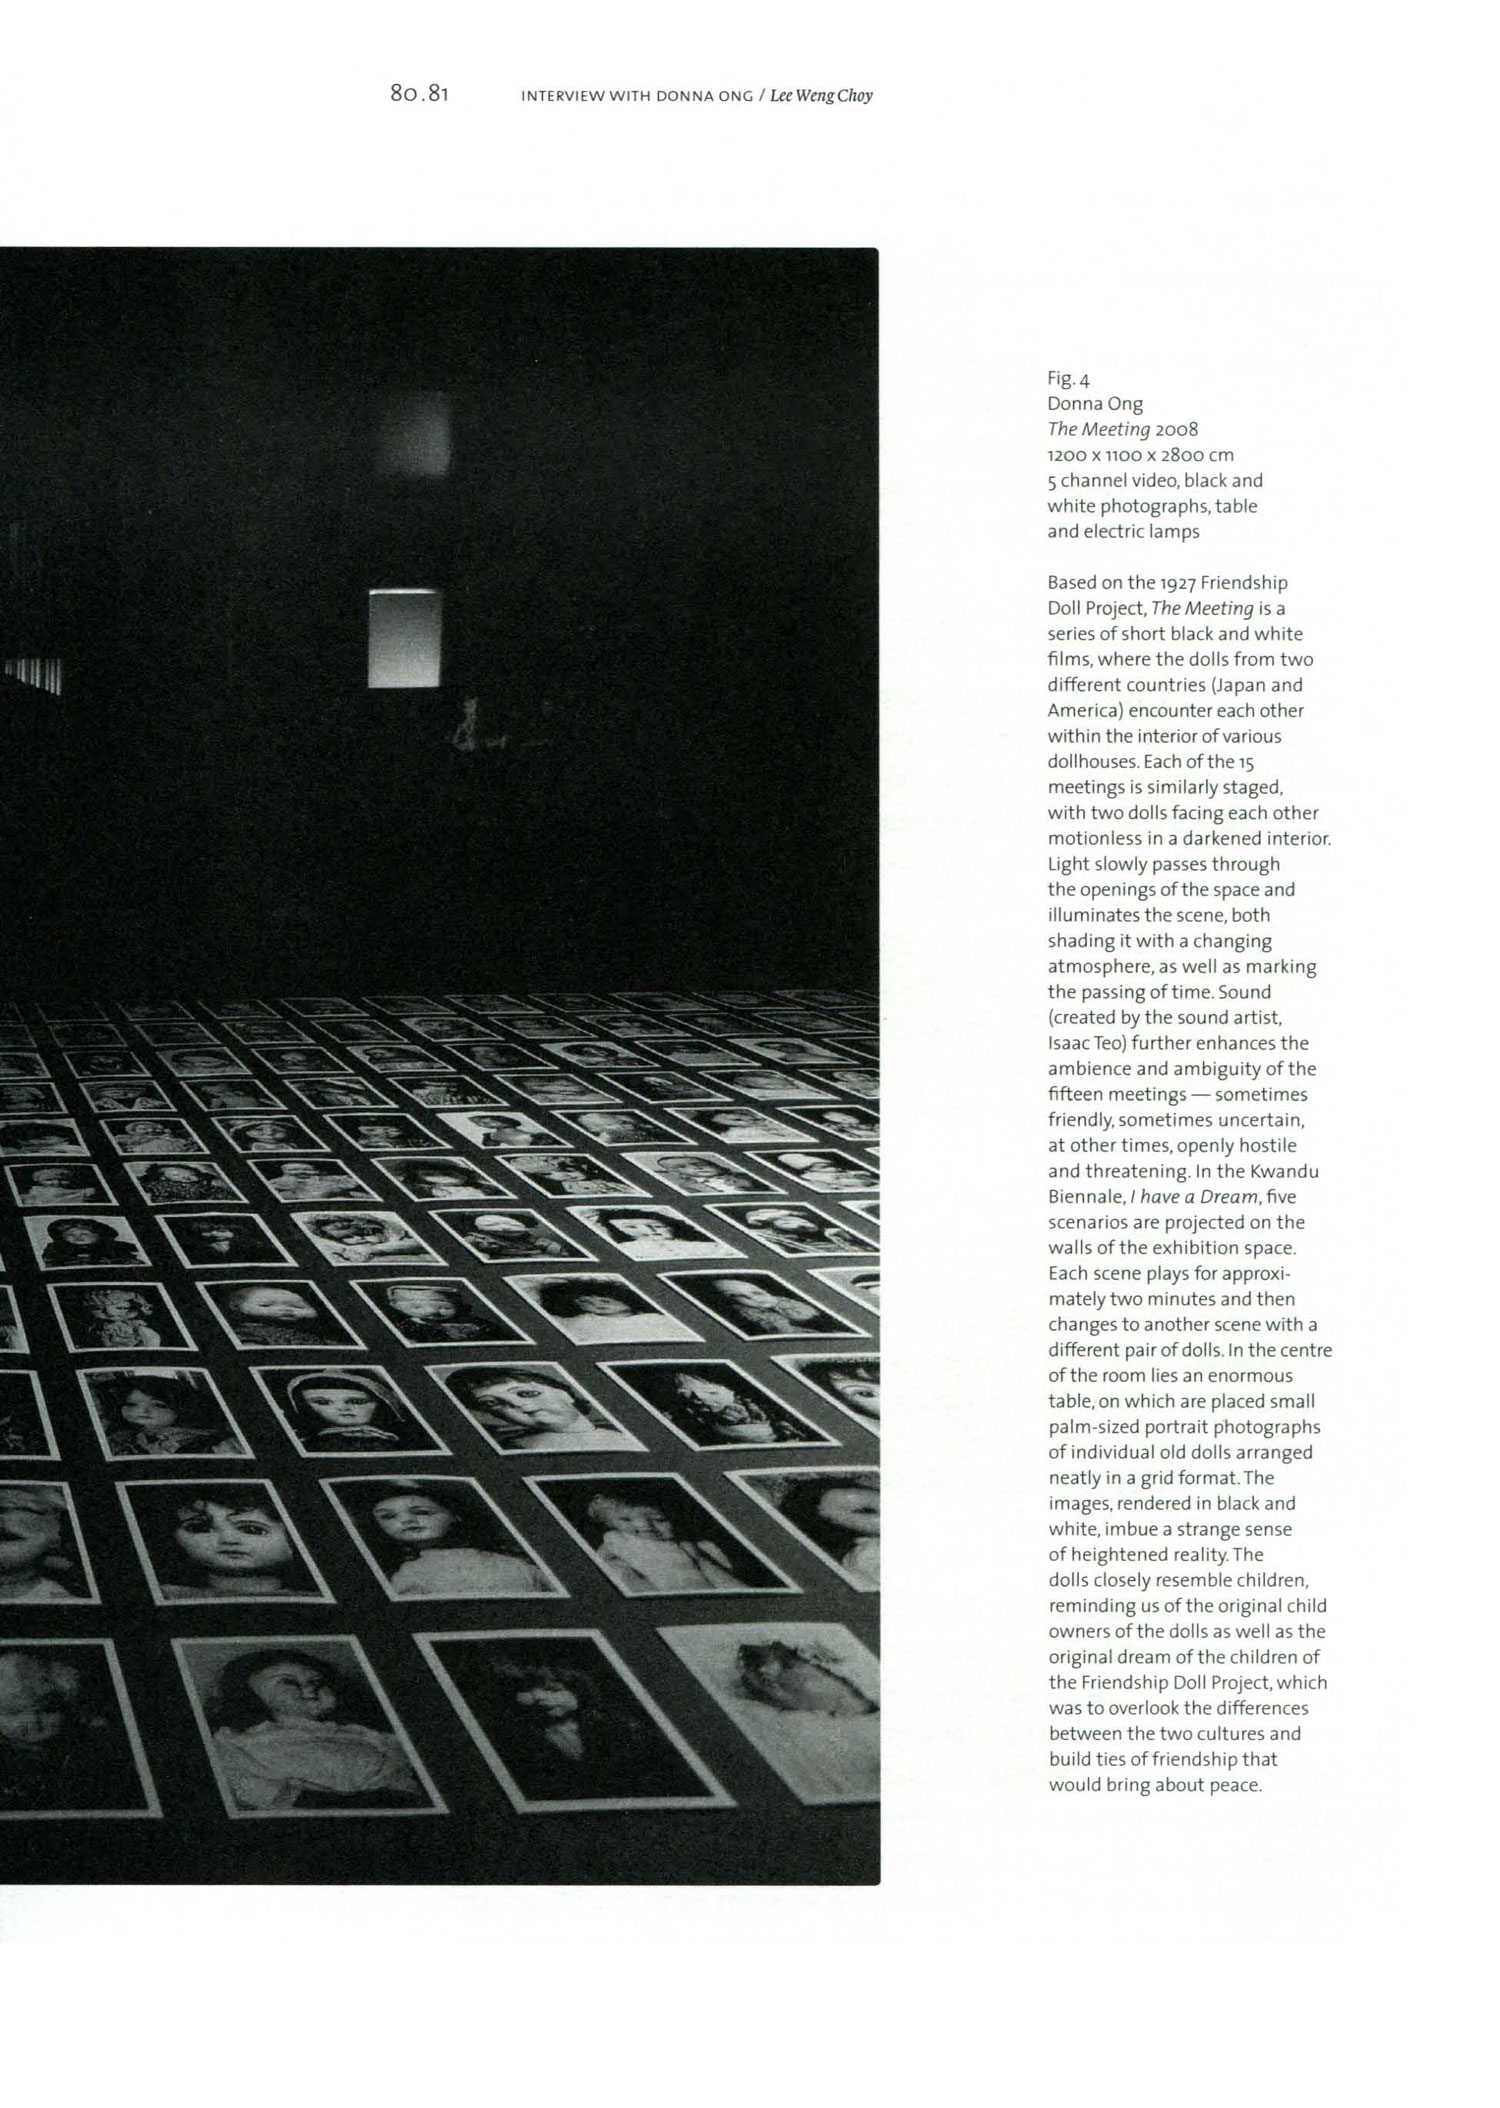 80.81 INTERVIEW WITH DONNA ONG / Lee Weng Choy
Fig. 4
Donna Ong
The Meeting 2008
1200 x 1100 x 2800 cm
5 channel video, black and
white photographs, table
and electric lamps
Based on the 1927 Friendship
Doll Project, The Meeting is a
series of short black and white
films, where the dolls from two
different countries (Japan and
America) encounter each other
within the interior of various
dollhouses. Each of the 15
meetings is similarly staged,
with two dolls facing each other
motionless in a darkened interior.
Light slowly passes through
the openings of the space and
illuminates the scene, both
shading it with a changing
atmosphere, as well as marking
the passing of time. Sound
(created by the sound artist,
Isaac Teo) further enhances the
ambience and ambiguity of the
fifteen meetings — sometimes
friendly, sometimes uncertain,
at other times, openly hostile
and threatening. In the Kwandu
Biennale, I have a Dream, five
scenarios are projected on the
walls of the exhibition space.
Each scene plays for approxi-
mately two minutes and then
changes to another scene with a
different pair of dolls. In the centre
of the room lies an enormous
table, on which are placed small
palm-sized portrait photographs
of individual old dolls arranged
neatly in a grid format. The
images, rendered in black and
white, imbue a strange sense
of heightened reality. The
dolls closely resemble children,
reminding us of the original child
owners of the dolls as well as the
original dream of the children of
the Friendship Doll Project, which
was to overlook the differences
between the two cultures and
build ties of friendship that
would bring about peace.